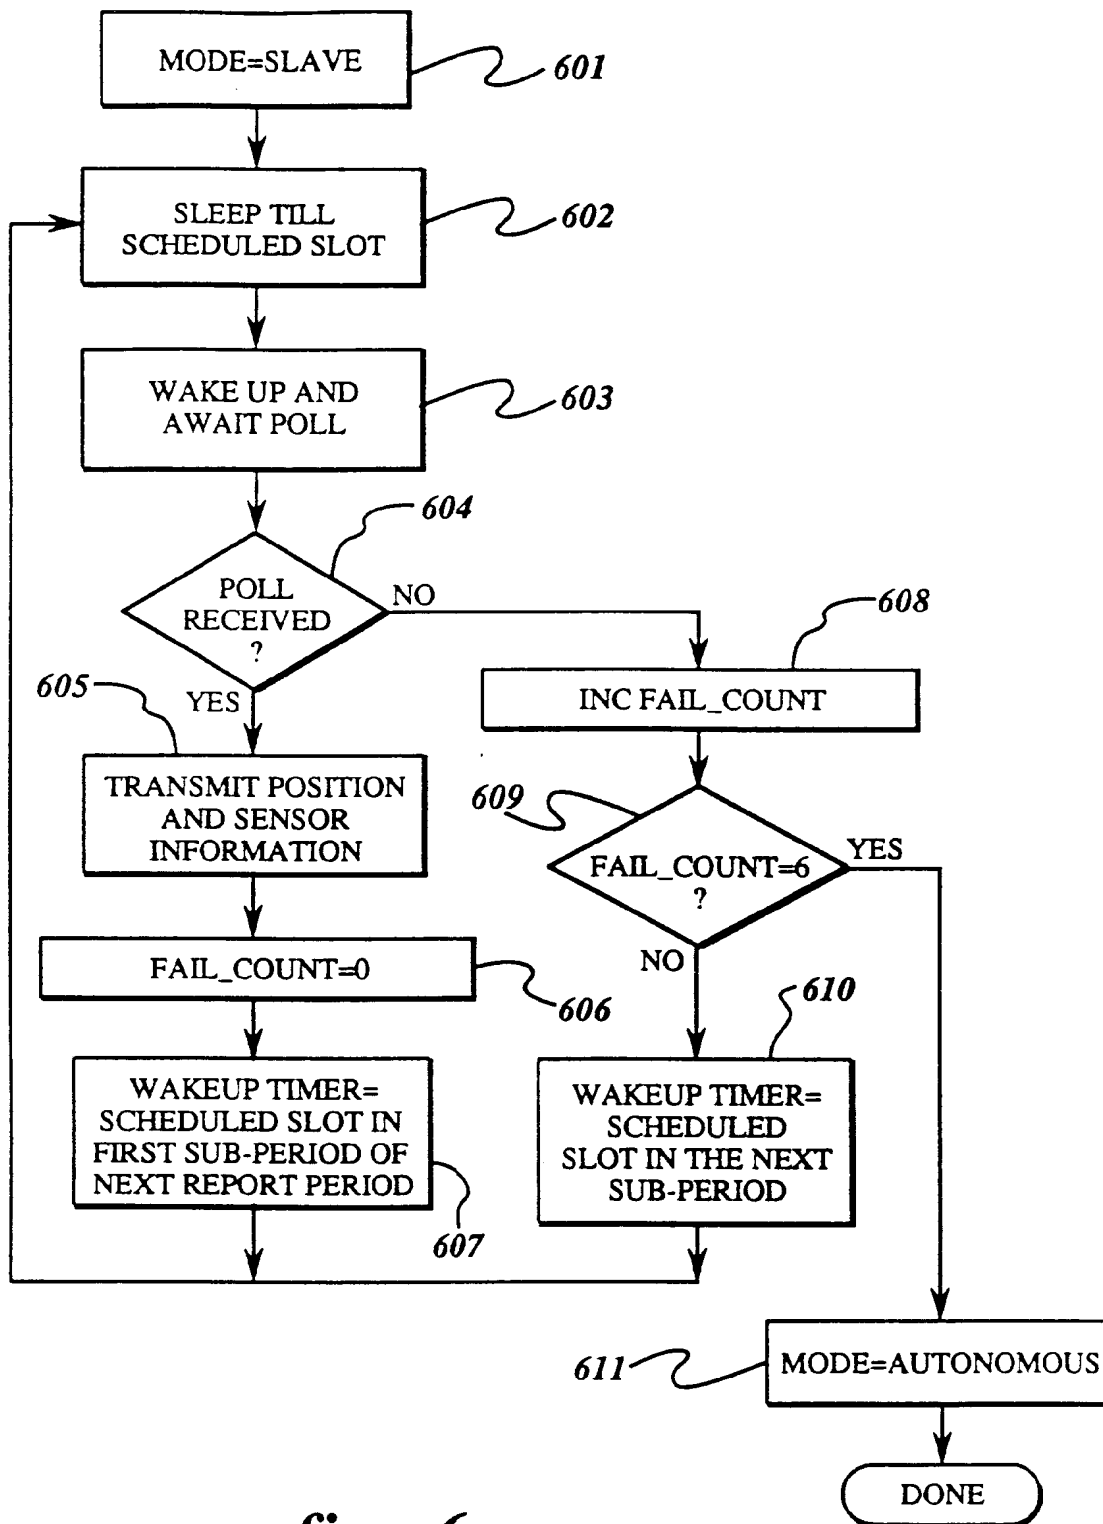 MODE=SLAVE
601
SLEEP TILL
SCHEDULED SLOT
602
WAKE UP AND
AWAIT POLL
603
604
POLL
RECEIVED
?
NO
YES
605
TRANSMIT POSITION
AND SENSOR
INFORMATION
FAIL_COUNT=0
606
WAKEUP TIMER=
SCHEDULED SLOT IN
FIRST SUB-PERIOD OF
NEXT REPORT PERIOD
607
608
INC FAIL_COUNT
609
FAIL_COUNT=6
?
YES
NO
610
WAKEUP TIMER=
SCHEDULED
SLOT IN THE NEXT
SUB-PERIOD
611
MODE=AUTONOMOUS
DONE